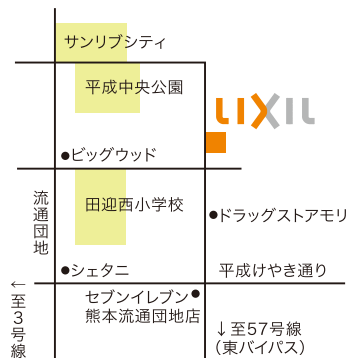 サンリブシティ
平成中央公園
LIXIL
ビッグウッド
流通団地
田迎西小学校
ドラッグストアモリ
シェタニ
平成けやき通り
←至3号線
セブンイレブン
熊本流通団地店
↓至57号線
（東バイパス）